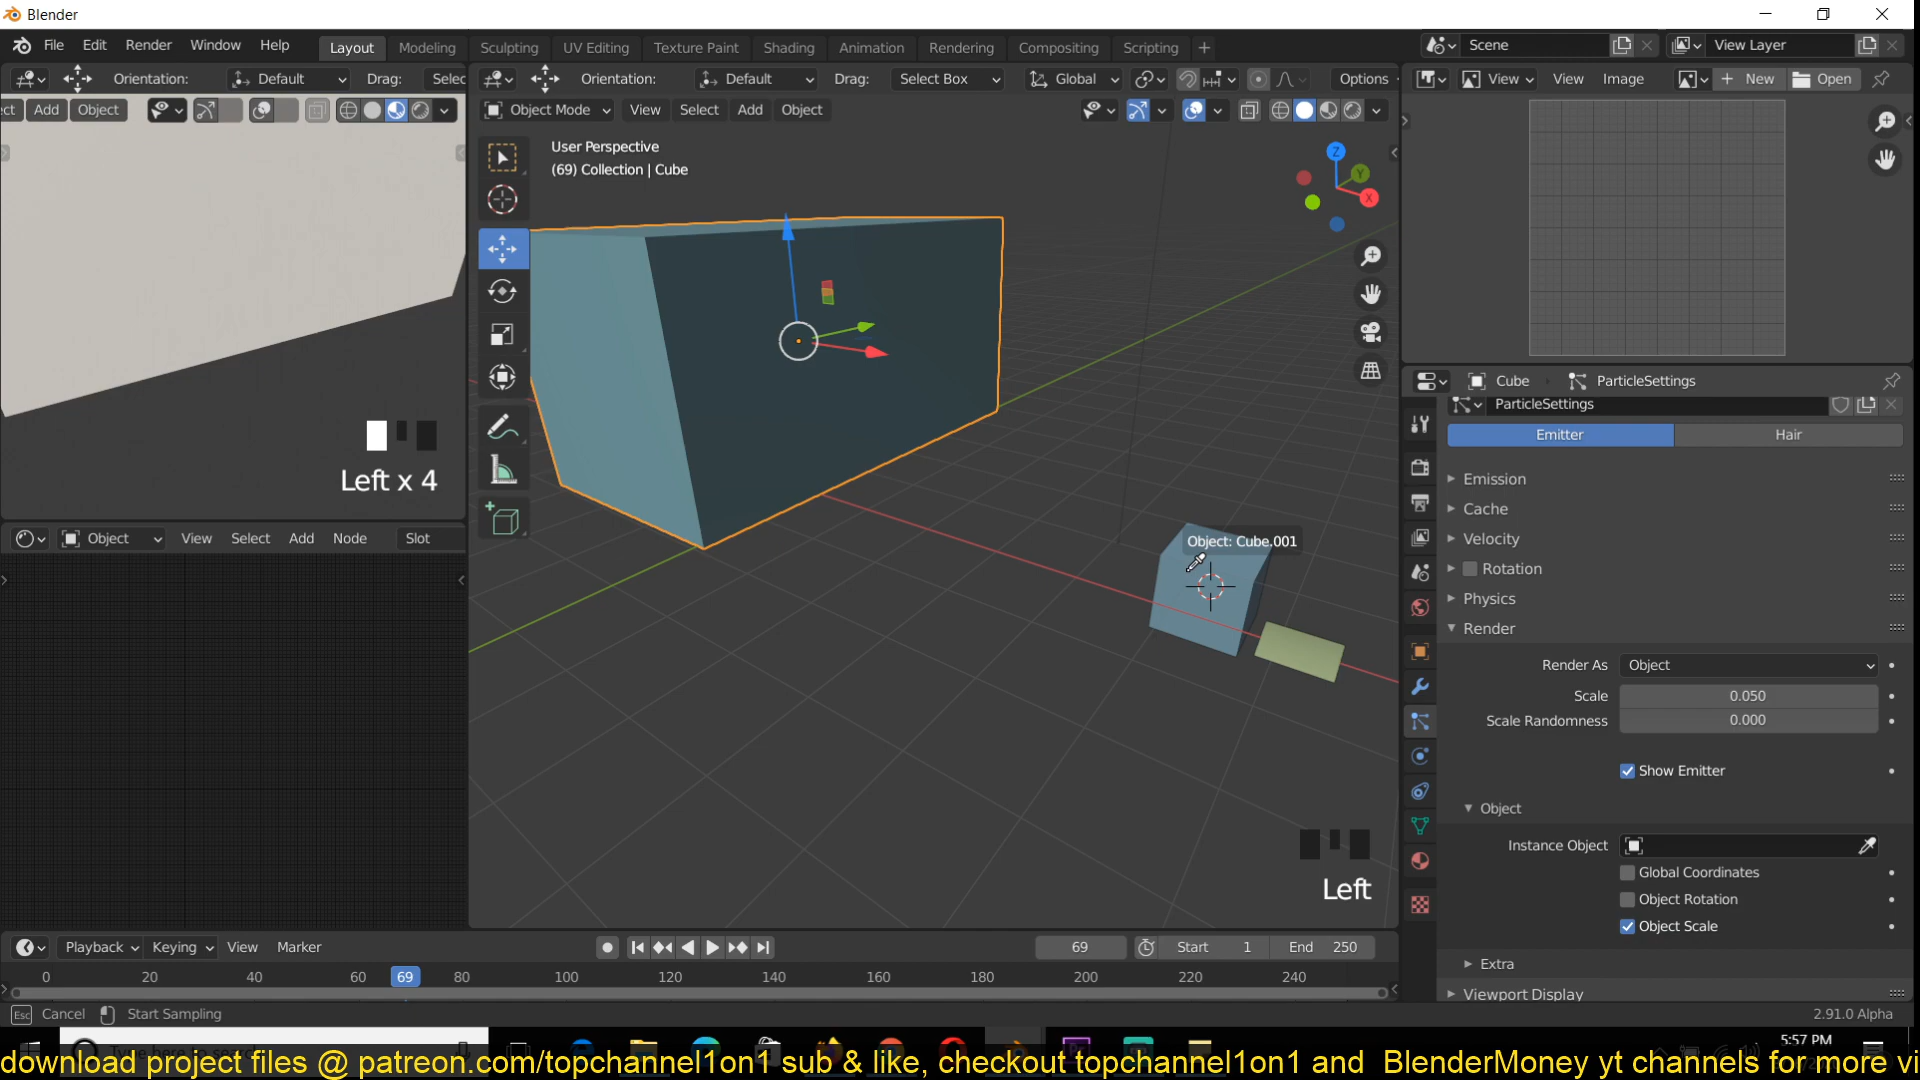 Blender
File Edit Render Window Help
Layout Modeling Sculpting UV Editing Texture Paint Shading Animation Rendering Compositing Scripting +
Scene
View Layer
Orientation: Default Drag: Selec
Orientation: Default Drag: Select Box Global Options
View View Image New Open
ect Add Object
Object Mode View Select Add Object
User Perspective
(69) Collection | Cube
Z
Y
X
Cube ParticleSettings
ParticleSettings
Emitter Hair
Emission
Cache
Velocity
Rotation
Physics
Render
Render As Object
Scale 0.050
Scale Randomness 0.000
Show Emitter
Object
Instance Object
Global Coordinates
Object Rotation
Object Scale
Extra
Viewport Display
Left x 4
Object: Cube.001
Object View Select Add Node Slot
Left
Playback Keying View Marker
69 Start 1 End 250
0 20 40 60 69 80 100 120 140 160 180 200 220 240
Esc Cancel Start Sampling
2.91.0 Alpha
5:57 PM
download project files @ patreon.com/topchannel1on1 sub & like, checkout topchannel1on1 and BlenderMoney yt channels for more vi